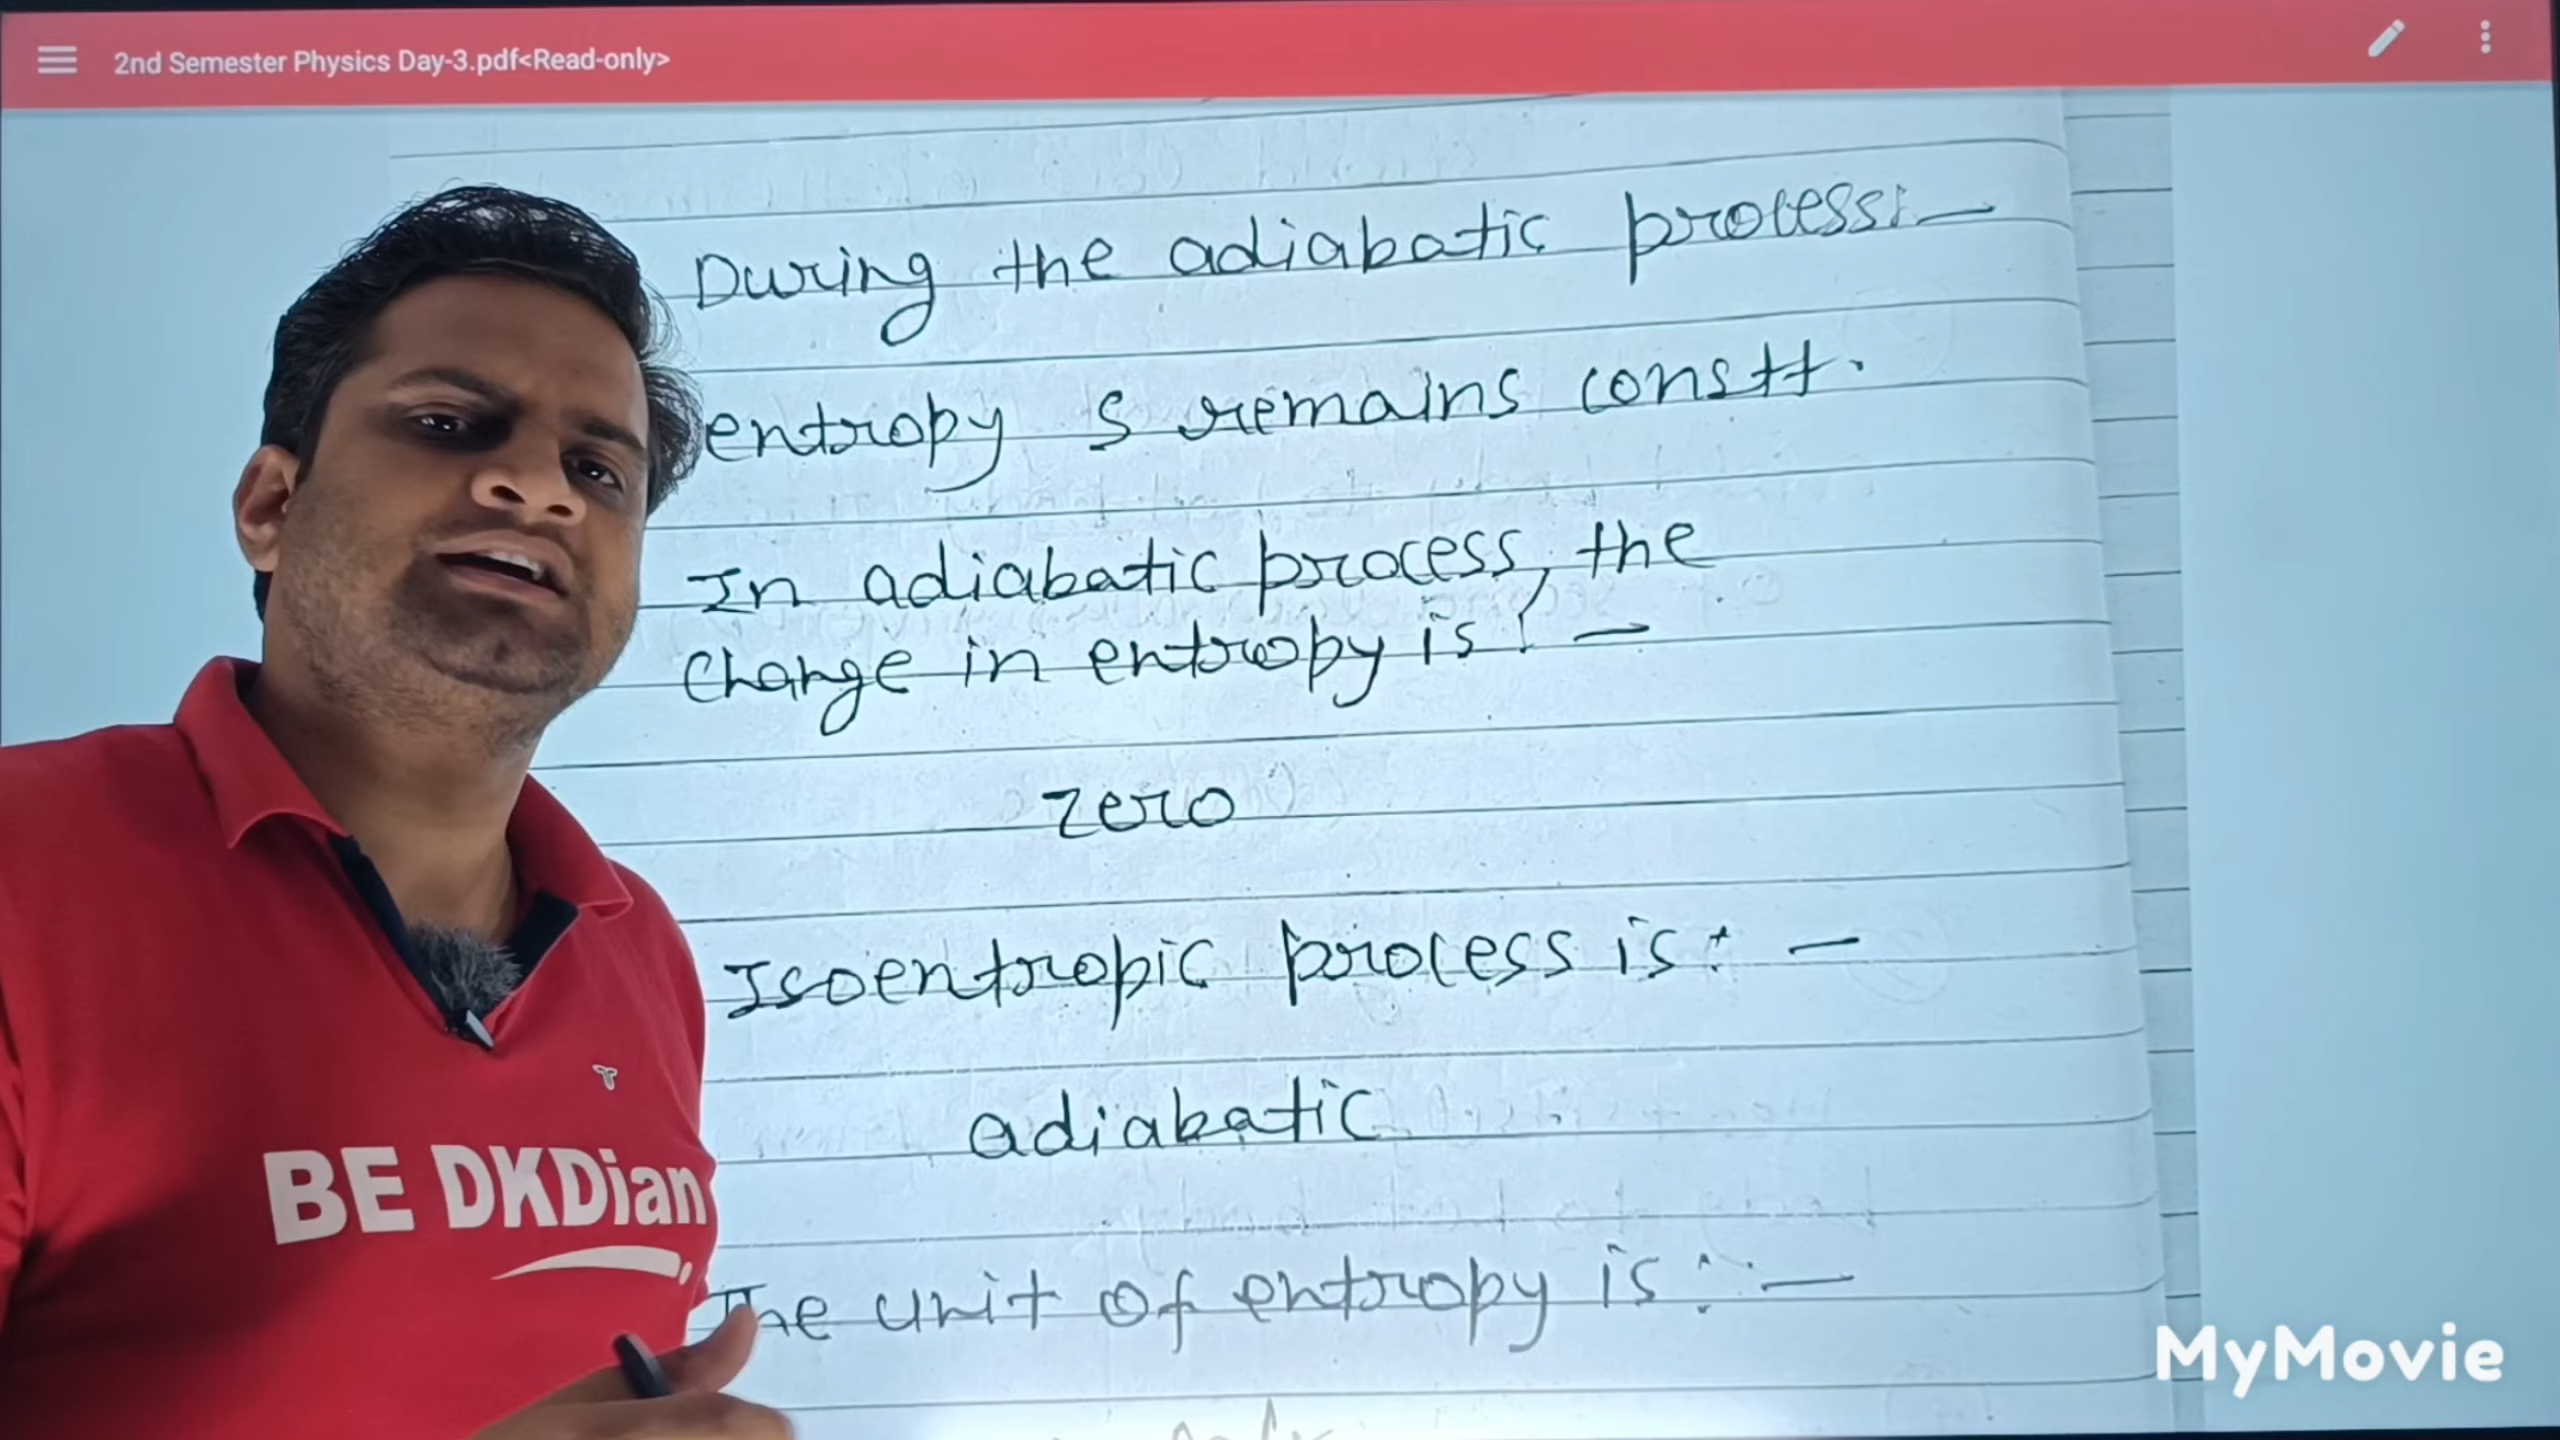 2nd Semester Physics Day-3.pdf<Read-only>
During the adiabatic process:—
entropy S remains constt.
In adiabatic process, the
change in entropy is :—
zero
Isoentropic process is :—
adiabatic
BE DKDian
The unit of entropy is :—
MyMovie